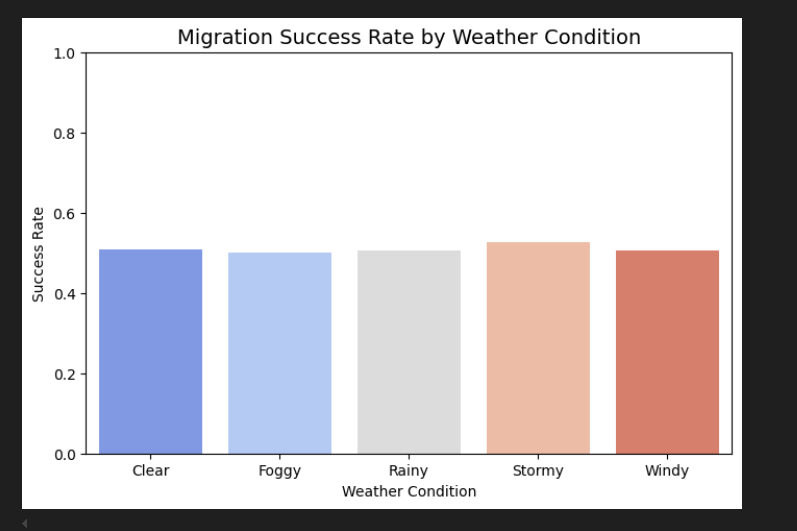 Migration Success Rate by Weather Condition
1.0
0.8
0.6
0.4
0.2
0.0
Success Rate
Clear Foggy Rainy Stormy Windy
Weather Condition